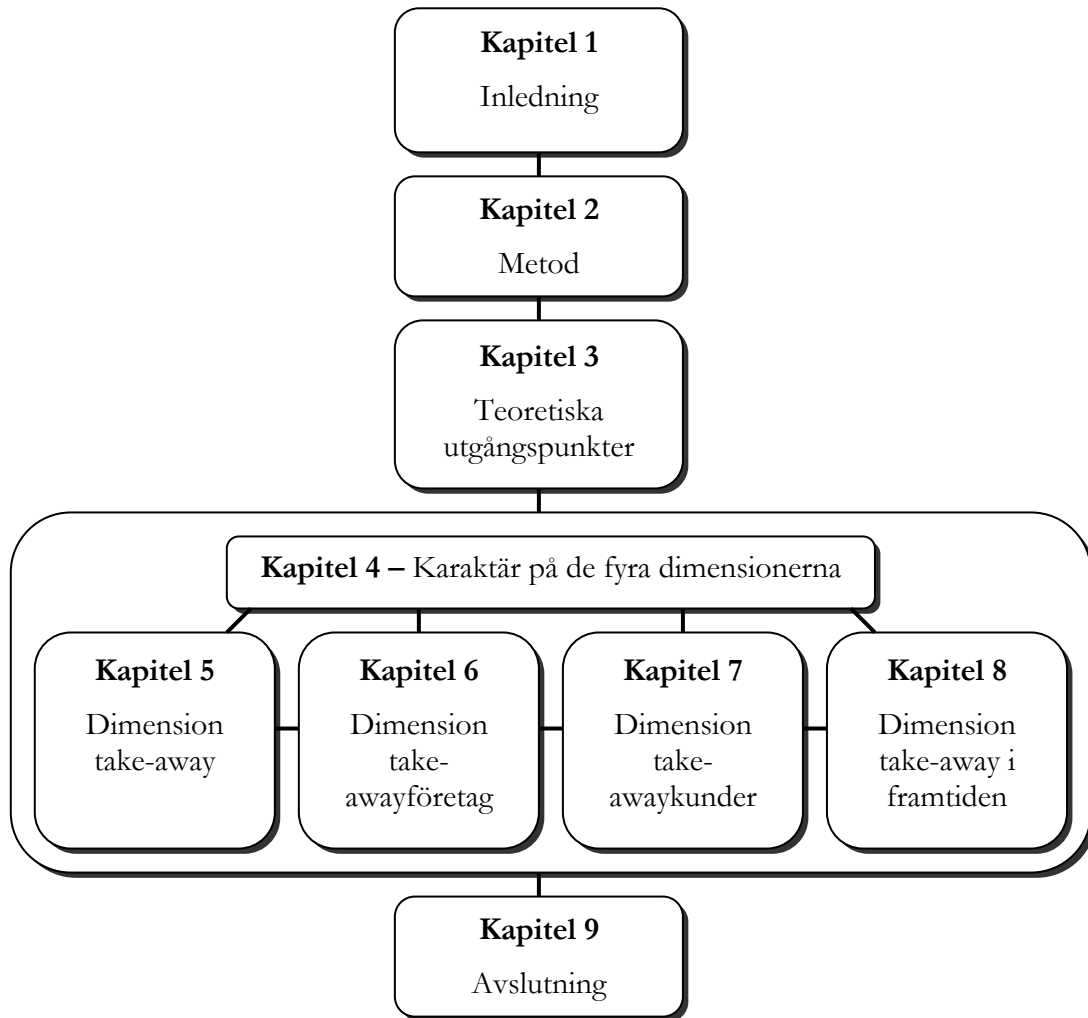 Kapitel 1
Inledning
Kapitel 2
Metod
Kapitel 3
Teoretiska
utgångspunkter
Kapitel 4 – Karaktär på de fyra dimensionerna
Kapitel 5
Dimension
take-away
Kapitel 6
Dimension
take-
awayföretag
Kapitel 7
Dimension
take-
awaykunder
Kapitel 8
Dimension
take-away i
framtiden
Kapitel 9
Avslutning